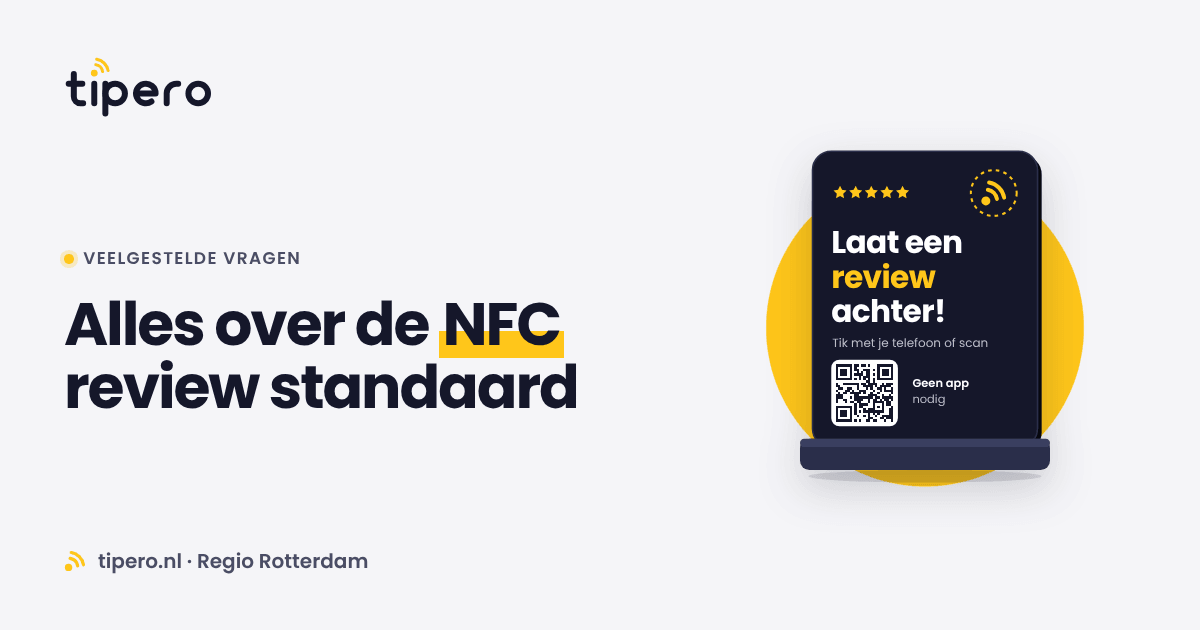 tipero
VEELGESTELDE VRAGEN
Alles over de NFC
review standaard
tipero.nl · Regio Rotterdam
Laat een
review
achter!
Tik met je telefoon of scan
Geen app
nodig